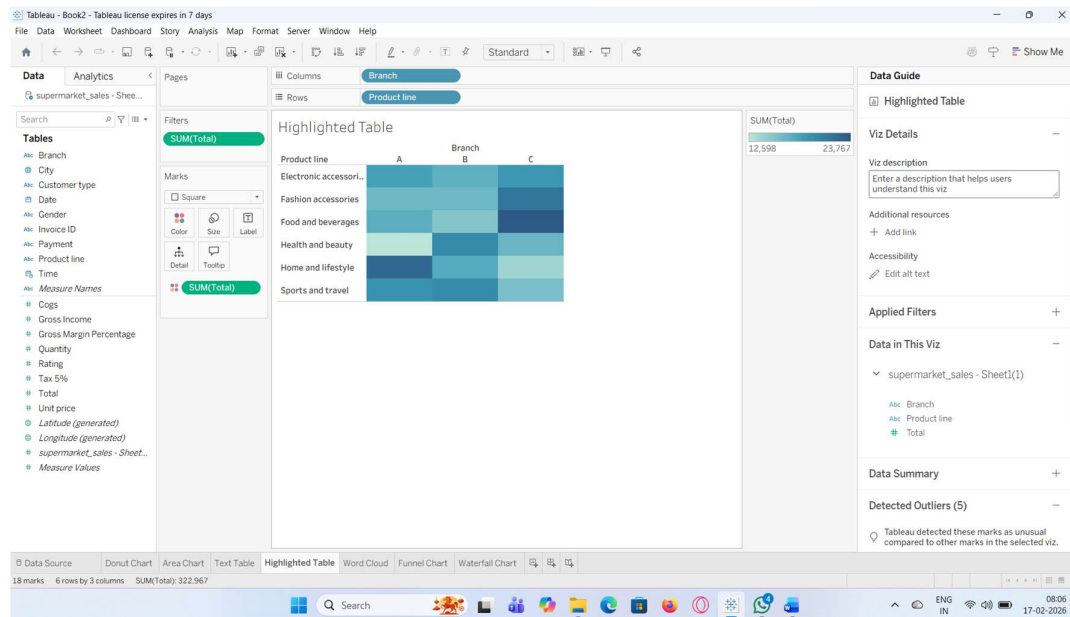 Tableau - Book2 - Tableau license expires in 7 days
File Data Worksheet Dashboard Story Analysis Map Format Server Window Help
Standard
Show Me
Data Analytics
supermarket_sales - Shee...
Search
Tables
Abc Branch
City
Abc Customer type
Date
Abc Gender
Abc Invoice ID
Abc Payment
Abc Product line
Time
Abc Measure Names
# Cogs
# Gross Income
# Gross Margin Percentage
# Quantity
# Rating
# Tax 5%
# Total
# Unit price
Latitude (generated)
Longitude (generated)
# supermarket_sales - Sheet...
# Measure Values
Pages
Filters
SUM(Total)
Marks
Square
Color Size Label
Detail Tooltip
SUM(Total)
Columns Branch
Rows Product line
Highlighted Table
Branch
Product line A B C
Electronic accessori..
Fashion accessories
Food and beverages
Health and beauty
Home and lifestyle
Sports and travel
SUM(Total)
12,598 23,767
Data Guide
Highlighted Table
Viz Details
Viz description
Enter a description that helps users
understand this viz
Additional resources
+ Add link
Accessibility
Edit alt text
Applied Filters +
Data in This Viz
supermarket_sales - Sheet1(1)
Abc Branch
Abc Product line
# Total
Data Summary +
Detected Outliers (5)
Tableau detected these marks as unusual
compared to other marks in the selected viz.
Data Source Donut Chart Area Chart Text Table Highlighted Table Word Cloud Funnel Chart Waterfall Chart
18 marks 6 rows by 3 columns SUM(Total): 322,967
Search
4
ENG
IN
08:06
17-02-2026